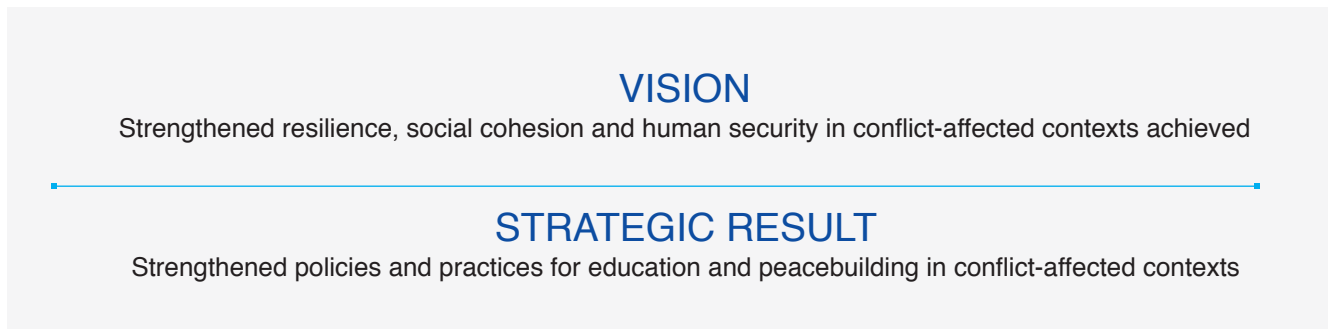 VISION
Strengthened resilience, social cohesion and human security in conflict-affected contexts achieved
STRATEGIC RESULT
Strengthened policies and practices for education and peacebuilding in conflict-affected contexts